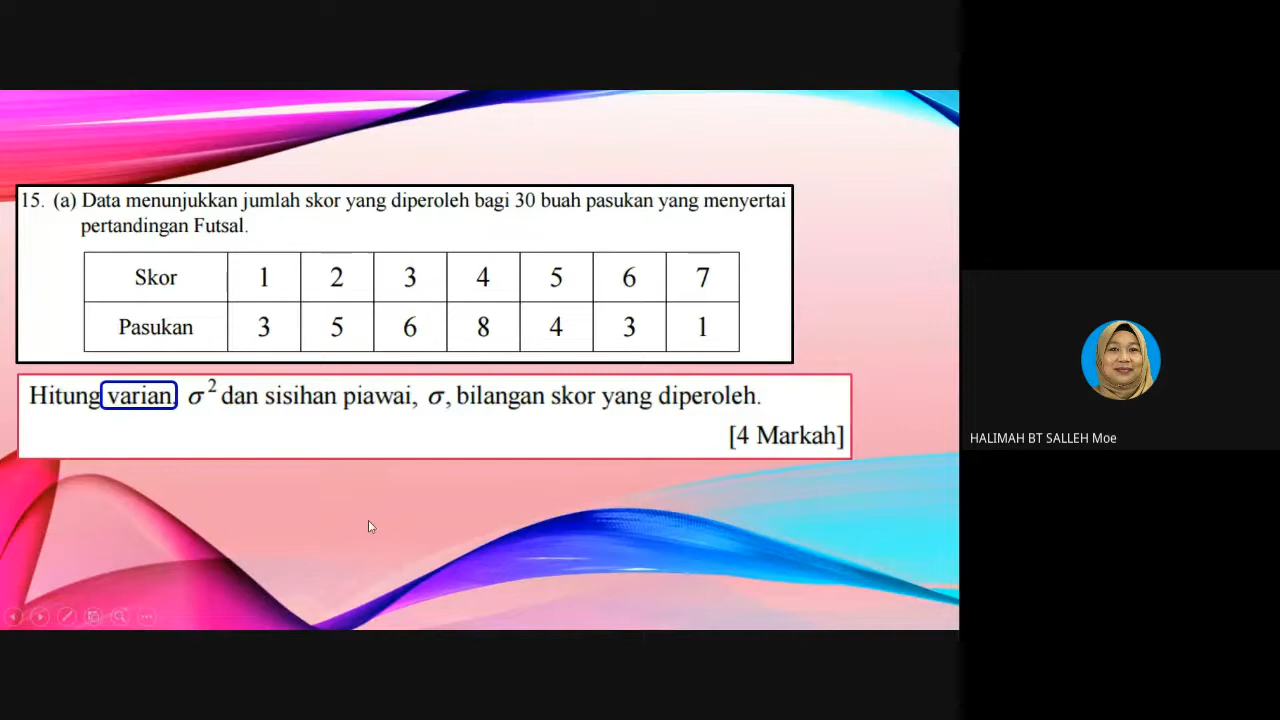 15. (a) Data menunjukkan jumlah skor yang diperoleh bagi 30 buah pasukan yang menyertai
pertandingan Futsal.
Skor 1 2 3 4 5 6 7
Pasukan 3 5 6 8 4 3 1
Hitung varian, σ² dan sisihan piawai, σ, bilangan skor yang diperoleh.
[4 Markah]
HALIMAH BT SALLEH Moe